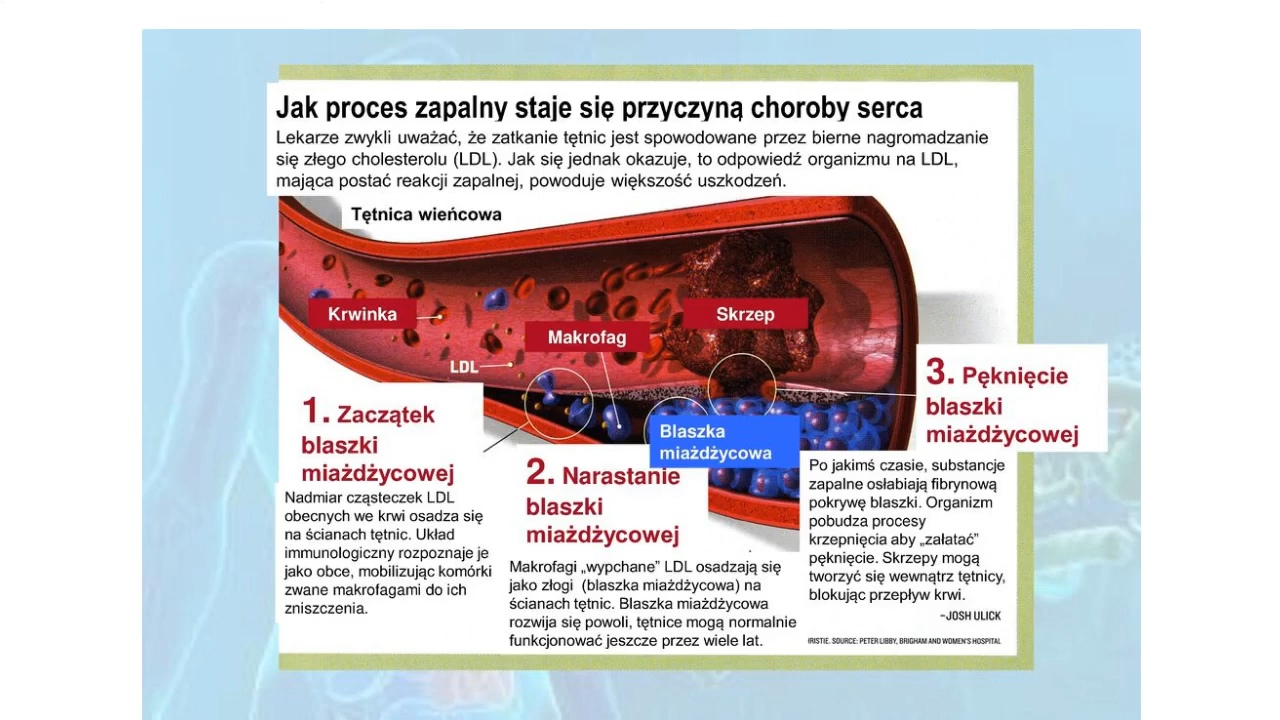 Jak proces zapalny staje się przyczyną choroby serca
Lekarze zwykli uważać, że zatkanie tętnic jest spowodowane przez bierne nagromadzanie
się złego cholesterolu (LDL). Jak się jednak okazuje, to odpowiedź organizmu na LDL,
mająca postać reakcji zapalnej, powoduje większość uszkodzeń.
Tętnica wieńcowa
Krwinka
Makrofag
Skrzep
LDL
1. Zaczątek
blaszki
miażdżycowej
Nadmiar cząsteczek LDL
obecnych we krwi osadza się
na ścianach tętnic. Układ
immunologiczny rozpoznaje je
jako obce, mobilizując komórki
zwane makrofagami do ich
zniszczenia.
Blaszka
miażdżycowa
2. Narastanie
blaszki
miażdżycowej
Makrofagi „wypchane” LDL osadzają się
jako złogi (blaszka miażdżycowa) na
ścianach tętnic. Blaszka miażdżycowa
rozwija się powoli, tętnice mogą normalnie
funkcjonować jeszcze przez wiele lat.
3. Pęknięcie
blaszki
miażdżycowej
Po jakimś czasie, substancje
zapalne osłabiają fibrynową
pokrywę blaszki. Organizm
pobudza procesy
krzepnięcia aby „załatać”
pęknięcie. Skrzepy mogą
tworzyć się wewnątrz tętnicy,
blokując przepływ krwi.
–JOSH ULICK
RISTIE. SOURCE: PETER LIBBY, BRIGHAM AND WOMEN'S HOSPITAL